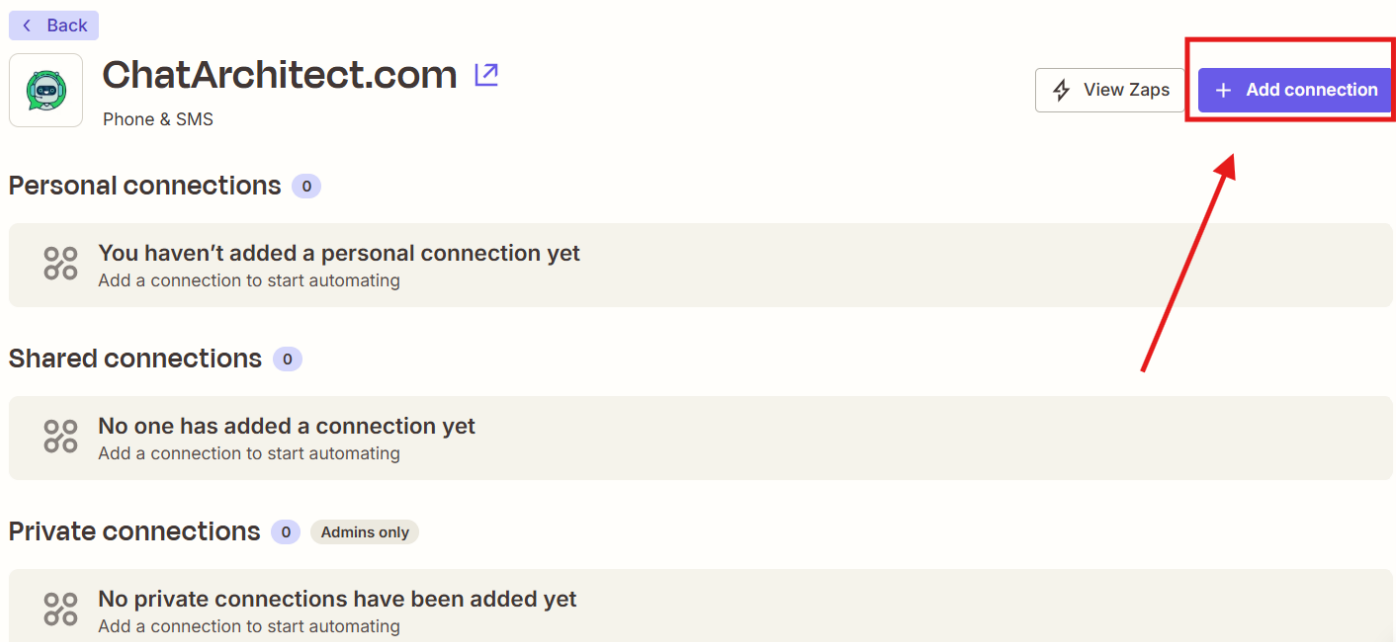 Back
ChatArchitect.com
Phone & SMS
View Zaps
+ Add connection
Personal connections 0
You haven’t added a personal connection yet
Add a connection to start automating
Shared connections 0
No one has added a connection yet
Add a connection to start automating
Private connections 0 Admins only
No private connections have been added yet
Add a connection to start automating